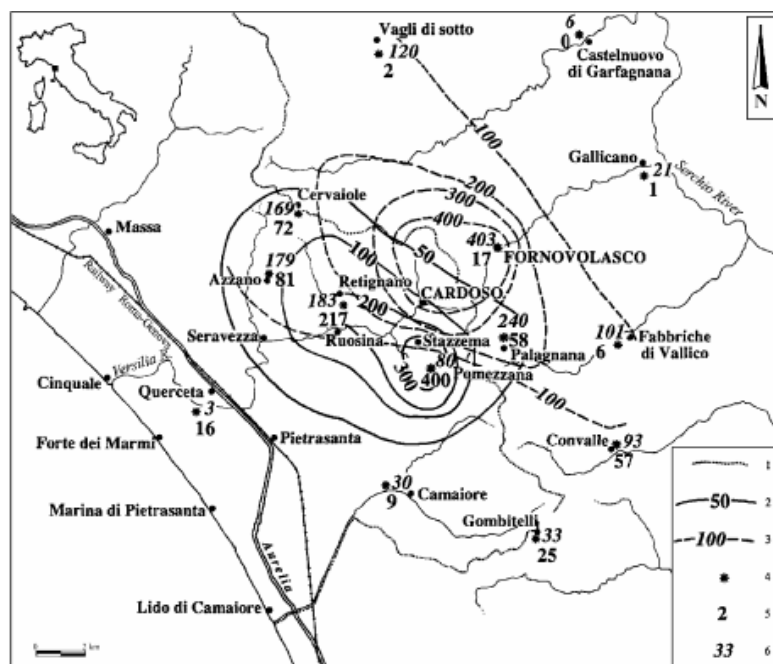 Vagli di sotto
120
2
6
0
Castelnuovo
di Garfagnana
N
100
Gallicano
21
1
Serchio River
200
300
400
Cervaiole
169
72
Massa
50
403
17
FORNOVOLASCO
100
179
81
Azzano
Retignano
183
217
CARDOSO
200
Railway Roma-Genova
Seravezza
Ruosina
Stazzema
240
58
Palagnana
101
6
Fabbriche
di Vallico
Versilia R.
Cinquale
80
400
Pomezzana
300
Querceta
3
16
100
Forte dei Marmi
Pietrasanta
Convalle
93
57
30
9
Camaiore
Marina di Pietrasanta
Gombitelli
33
25
Aurelia
Lido di Camaiore
0 2 km
1
50 2
100 3
4
2 5
33 6